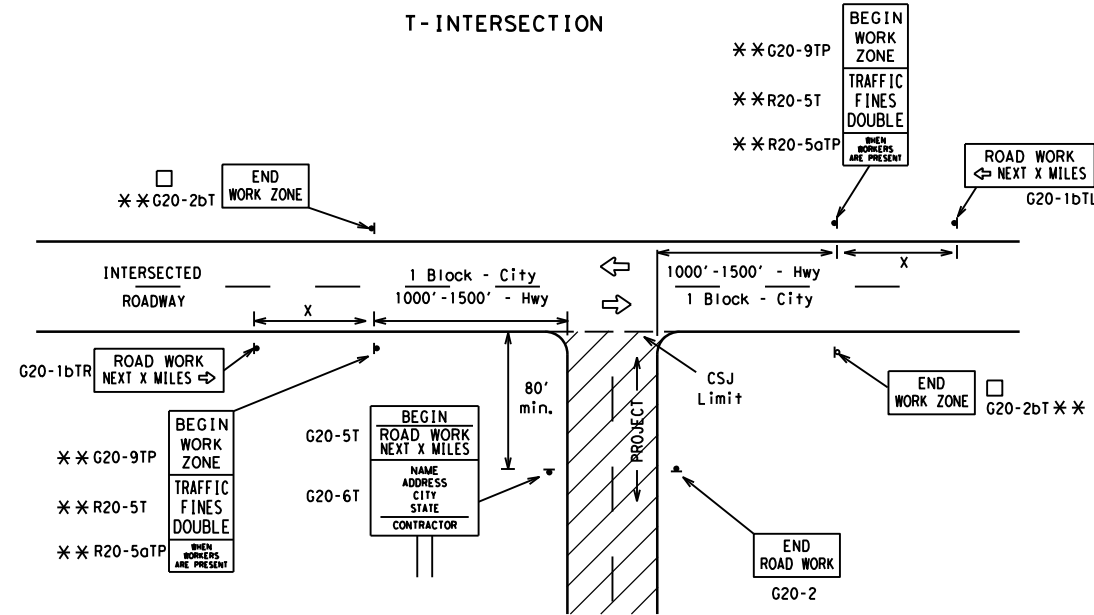 T-INTERSECTION
BEGIN
WORK
ZONE
TRAFFIC
FINES
DOUBLE
WHEN
WORKERS
ARE PRESENT
**G20-9TP
**R20-5T
**R20-5aTP
ROAD WORK
⇦ NEXT X MILES
G20-1bTL
□
**G20-2bT
END
WORK ZONE
INTERSECTED
ROADWAY
1 Block - City
1000'-1500' - Hwy
X
1000'-1500' - Hwy
1 Block - City
X
G20-1bTR
ROAD WORK
NEXT X MILES ⇨
80'
min.
CSJ
Limit
PROJECT
END
WORK ZONE
□
G20-2bT **
**G20-9TP
**R20-5T
**R20-5aTP
BEGIN
WORK
ZONE
TRAFFIC
FINES
DOUBLE
WHEN
WORKERS
ARE PRESENT
G20-5T
G20-6T
BEGIN
ROAD WORK
NEXT X MILES
NAME
ADDRESS
CITY
STATE
CONTRACTOR
END
ROAD WORK
G20-2